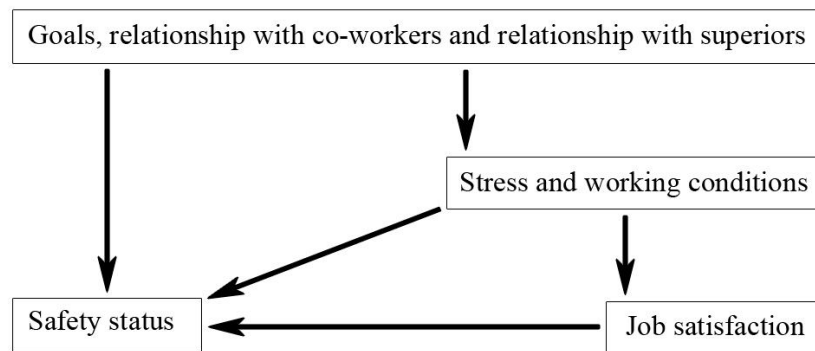 Goals, relationship with co-workers and relationship with superiors
Stress and working conditions
Safety status
Job satisfaction